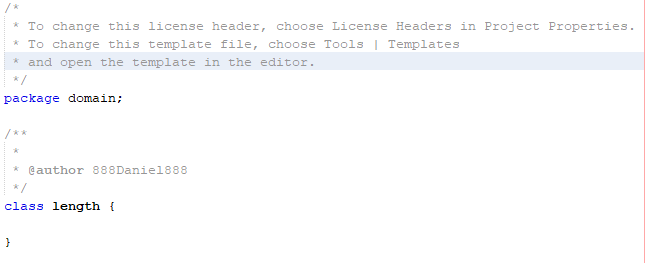 /*
 * To change this license header, choose License Headers in Project Properties.
 * To change this template file, choose Tools | Templates
 * and open the template in the editor.
 */
package domain;
/**
 *
 * @author 888Daniel888
 */
class length {
}